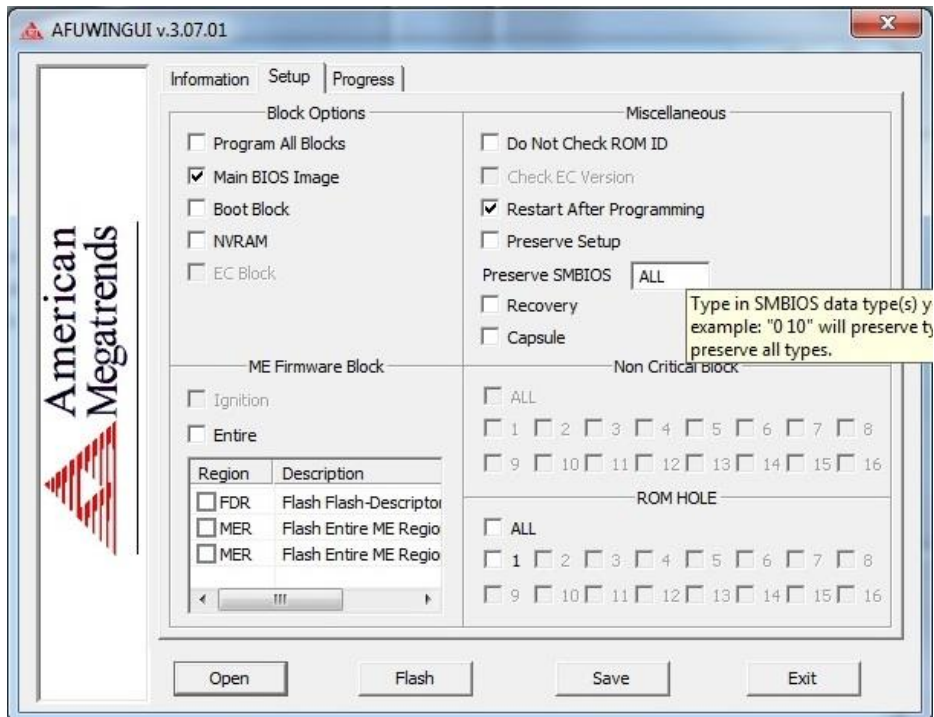 AFUWINGUI v.3.07.01
American
Megatrends
Information Setup Progress
Block Options
Program All Blocks
Main BIOS Image
Boot Block
NVRAM
EC Block
Miscellaneous
Do Not Check ROM ID
Check EC Version
Restart After Programming
Preserve Setup
Preserve SMBIOS ALL
Recovery
Capsule
Type in SMBIOS data type(s) y
example: "0 10" will preserve ty
preserve all types.
ME Firmware Block
Ignition
Entire
Region Description
FDR Flash Flash-Descriptor
MER Flash Entire ME Regio
MER Flash Entire ME Regio
Non Critical Block
ALL
1 2 3 4 5 6 7 8
9 10 11 12 13 14 15 16
ROM HOLE
ALL
1 2 3 4 5 6 7 8
9 10 11 12 13 14 15 16
Open Flash Save Exit